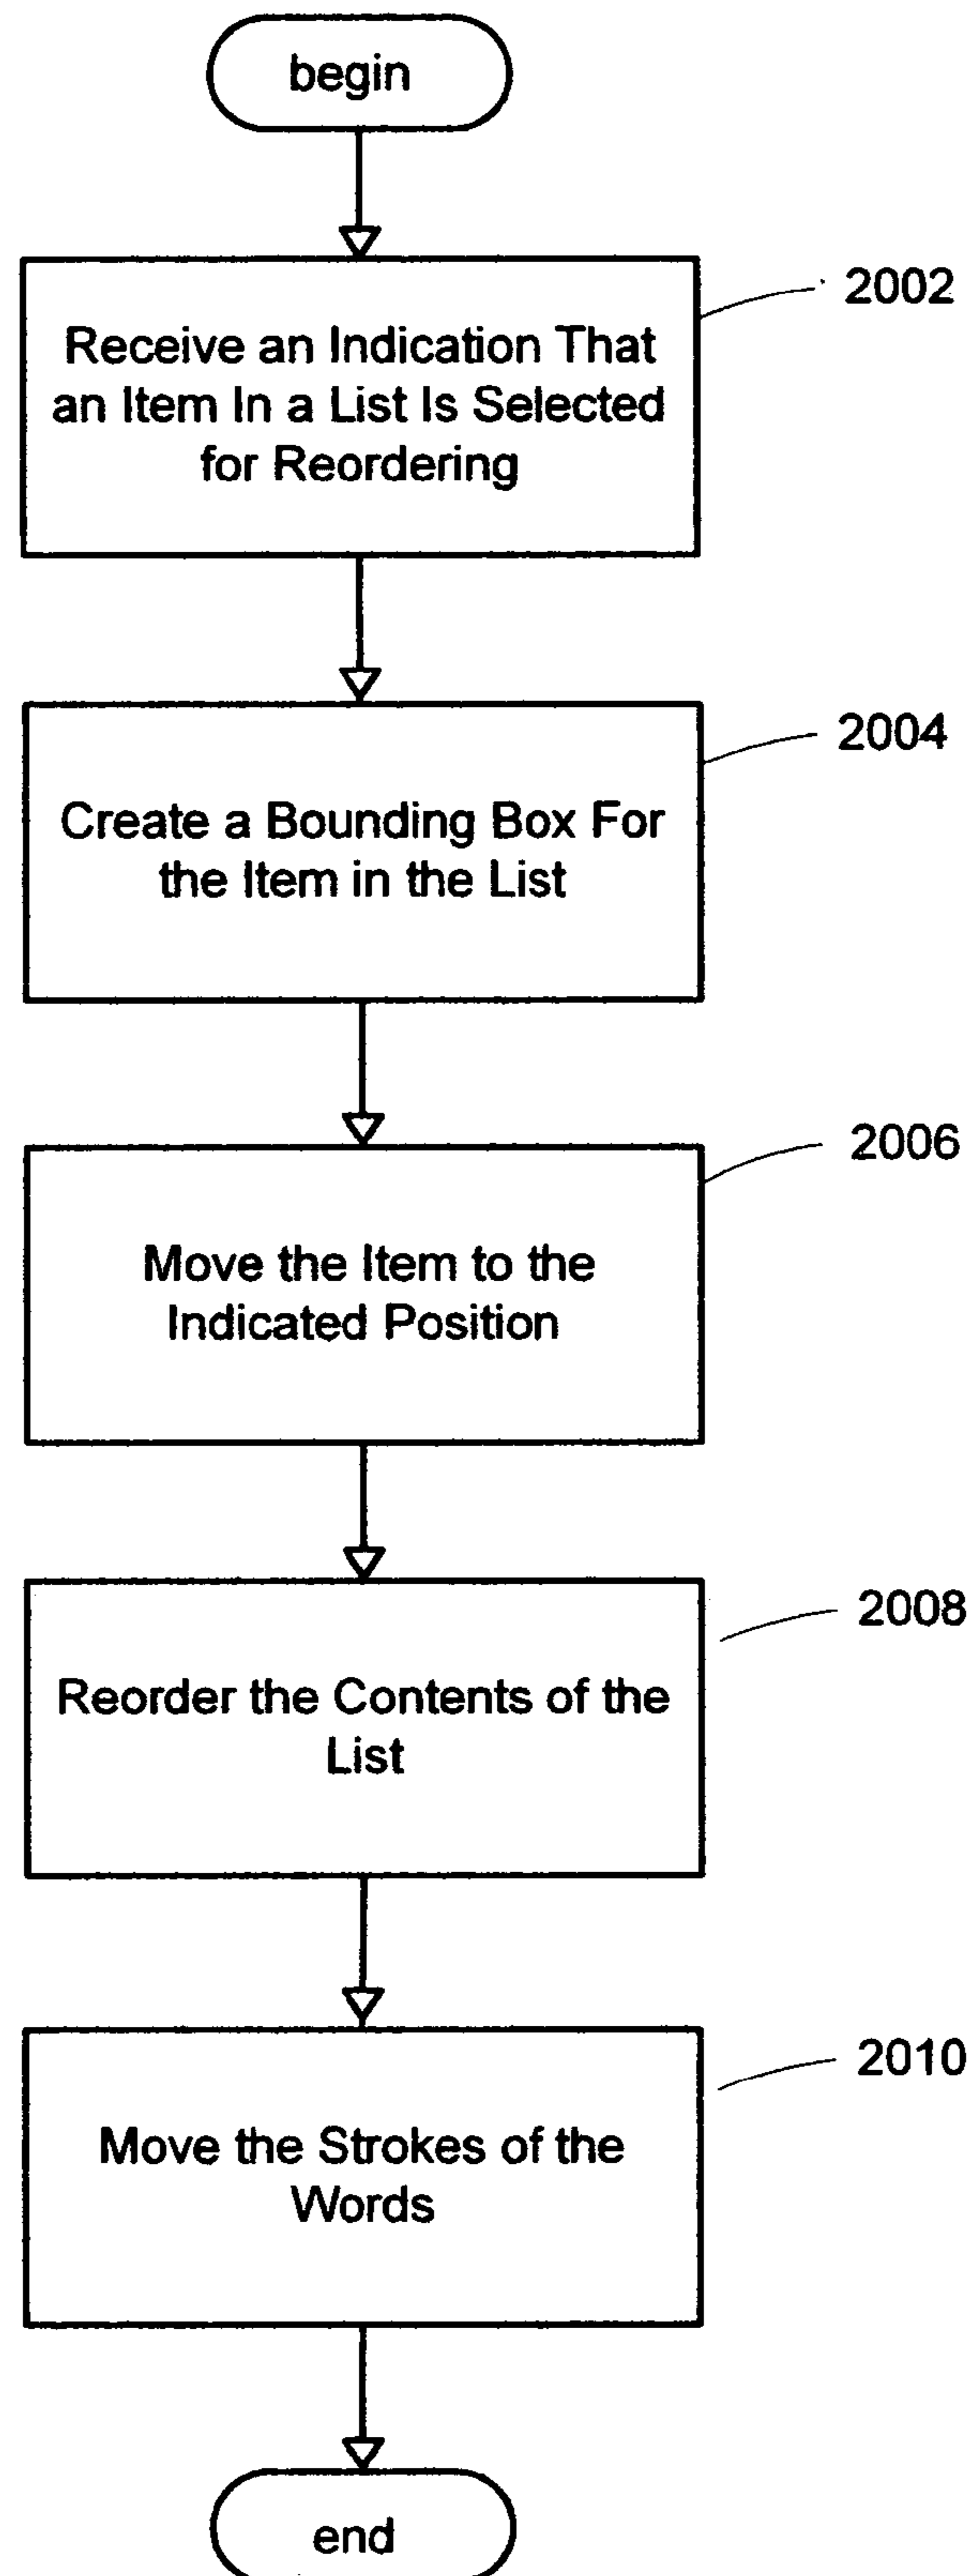 begin
2002
Receive an Indication That
an Item In a List Is Selected
for Reordering
2004
Create a Bounding Box For
the Item in the List
2006
Move the Item to the
Indicated Position
2008
Reorder the Contents of the
List
2010
Move the Strokes of the
Words
end